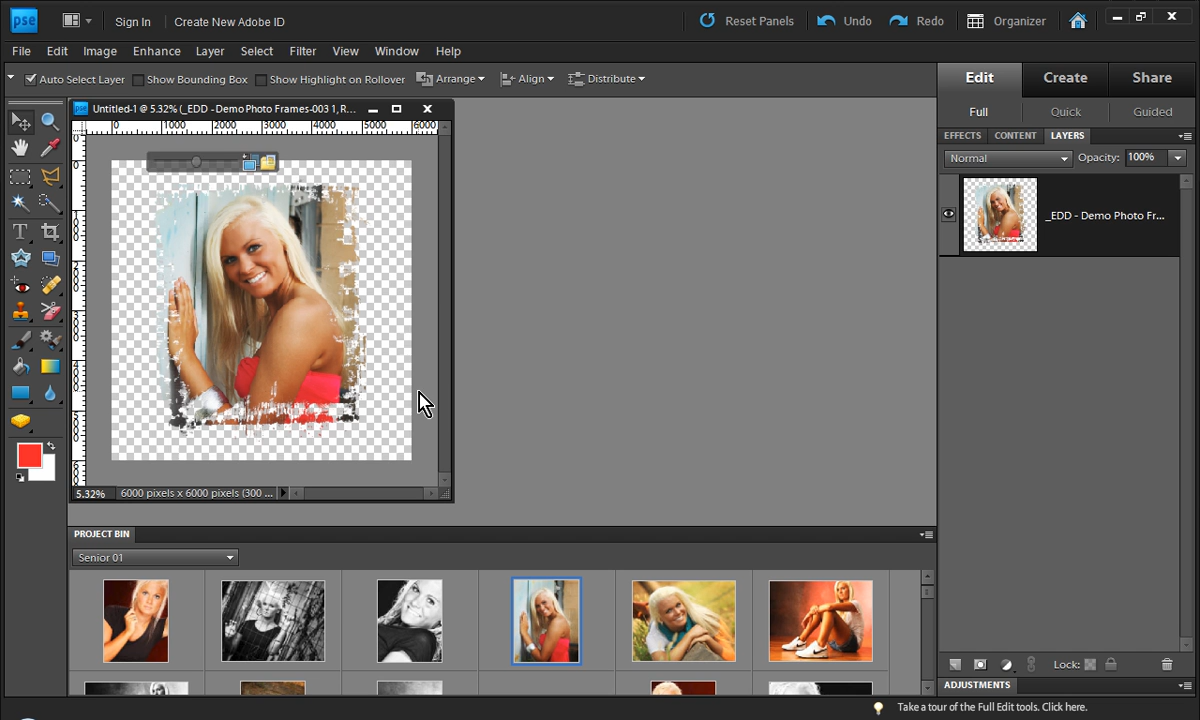 pse Sign In Create New Adobe ID Reset Panels Undo Redo Organizer
File Edit Image Enhance Layer Select Filter View Window Help
Auto Select Layer Show Bounding Box Show Highlight on Rollover Arrange Align Distribute
Edit Create Share
Full Quick Guided
pse Untitled-1 @ 5.32% (_EDD - Demo Photo Frames-003 1, R...
0 1000 2000 3000 4000 5000 6000
EFFECTS CONTENT LAYERS
Normal Opacity: 100%
_EDD - Demo Photo Fr...
T
5.32% 6000 pixels x 6000 pixels (300 ...
PROJECT BIN
Senior 01
Lock:
ADJUSTMENTS
Take a tour of the Full Edit tools. Click here.